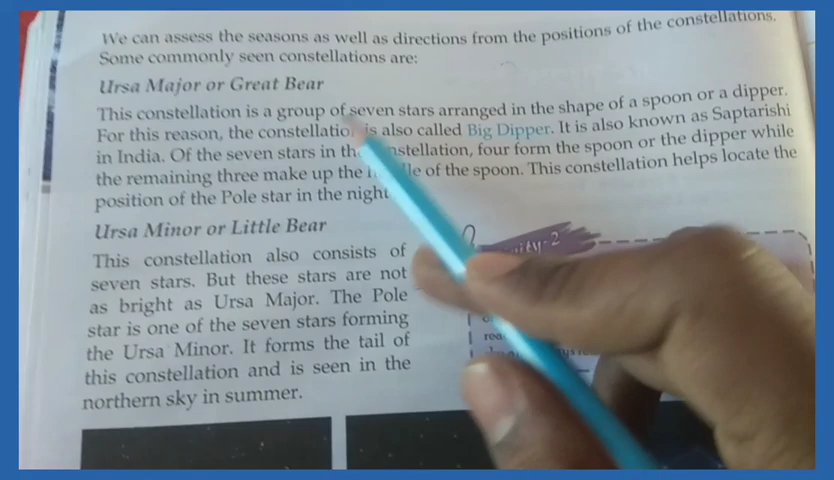 We can assess the seasons as well as directions from the positions of the constellations.
Some commonly seen constellations are:
Ursa Major or Great Bear
This constellation is a group of seven stars arranged in the shape of a spoon or a dipper.
For this reason, the constellation is also called Big Dipper. It is also known as Saptarishi
in India. Of the seven stars in the constellation, four form the spoon or the dipper while
the remaining three make up the of the spoon. This constellation helps locate the
position of the Pole star in the night
Ursa Minor or Little Bear
This constellation also consists of
seven stars. But these stars are not
as bright as Ursa Major. The Pole
star is one of the seven stars forming
the Ursa Minor. It forms the tail of
this constellation and is seen in the
northern sky in summer.